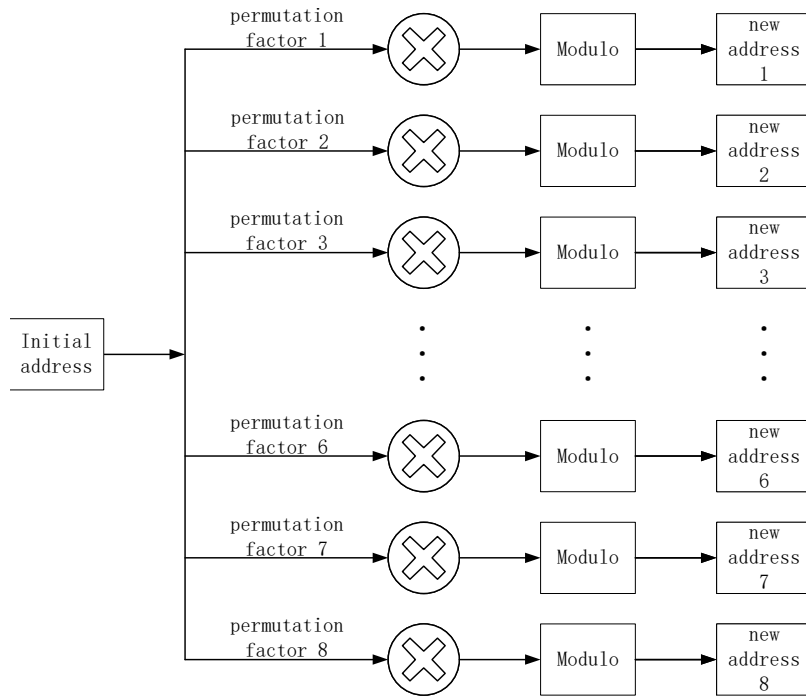 permutation
factor 1
Modulo
new
address
1
permutation
factor 2
Modulo
new
address
2
permutation
factor 3
Modulo
new
address
3
Initial
address
permutation
factor 6
Modulo
new
address
6
permutation
factor 7
Modulo
new
address
7
permutation
factor 8
Modulo
new
address
8